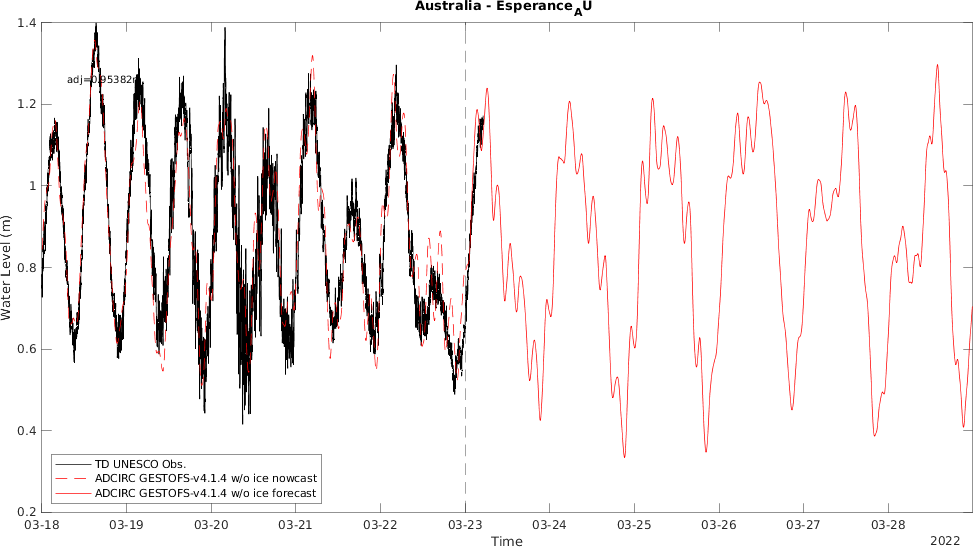 Australia - Esperance_AU
1.4
1.2
1
0.8
0.6
0.4
0.2
Water Level (m)
adj=0.95382
TD UNESCO Obs.
ADCIRC GESTOFS-v4.1.4 w/o ice nowcast
ADCIRC GESTOFS-v4.1.4 w/o ice forecast
03-18 03-19 03-20 03-21 03-22 03-23 03-24 03-25 03-26 03-27 03-28
Time
2022